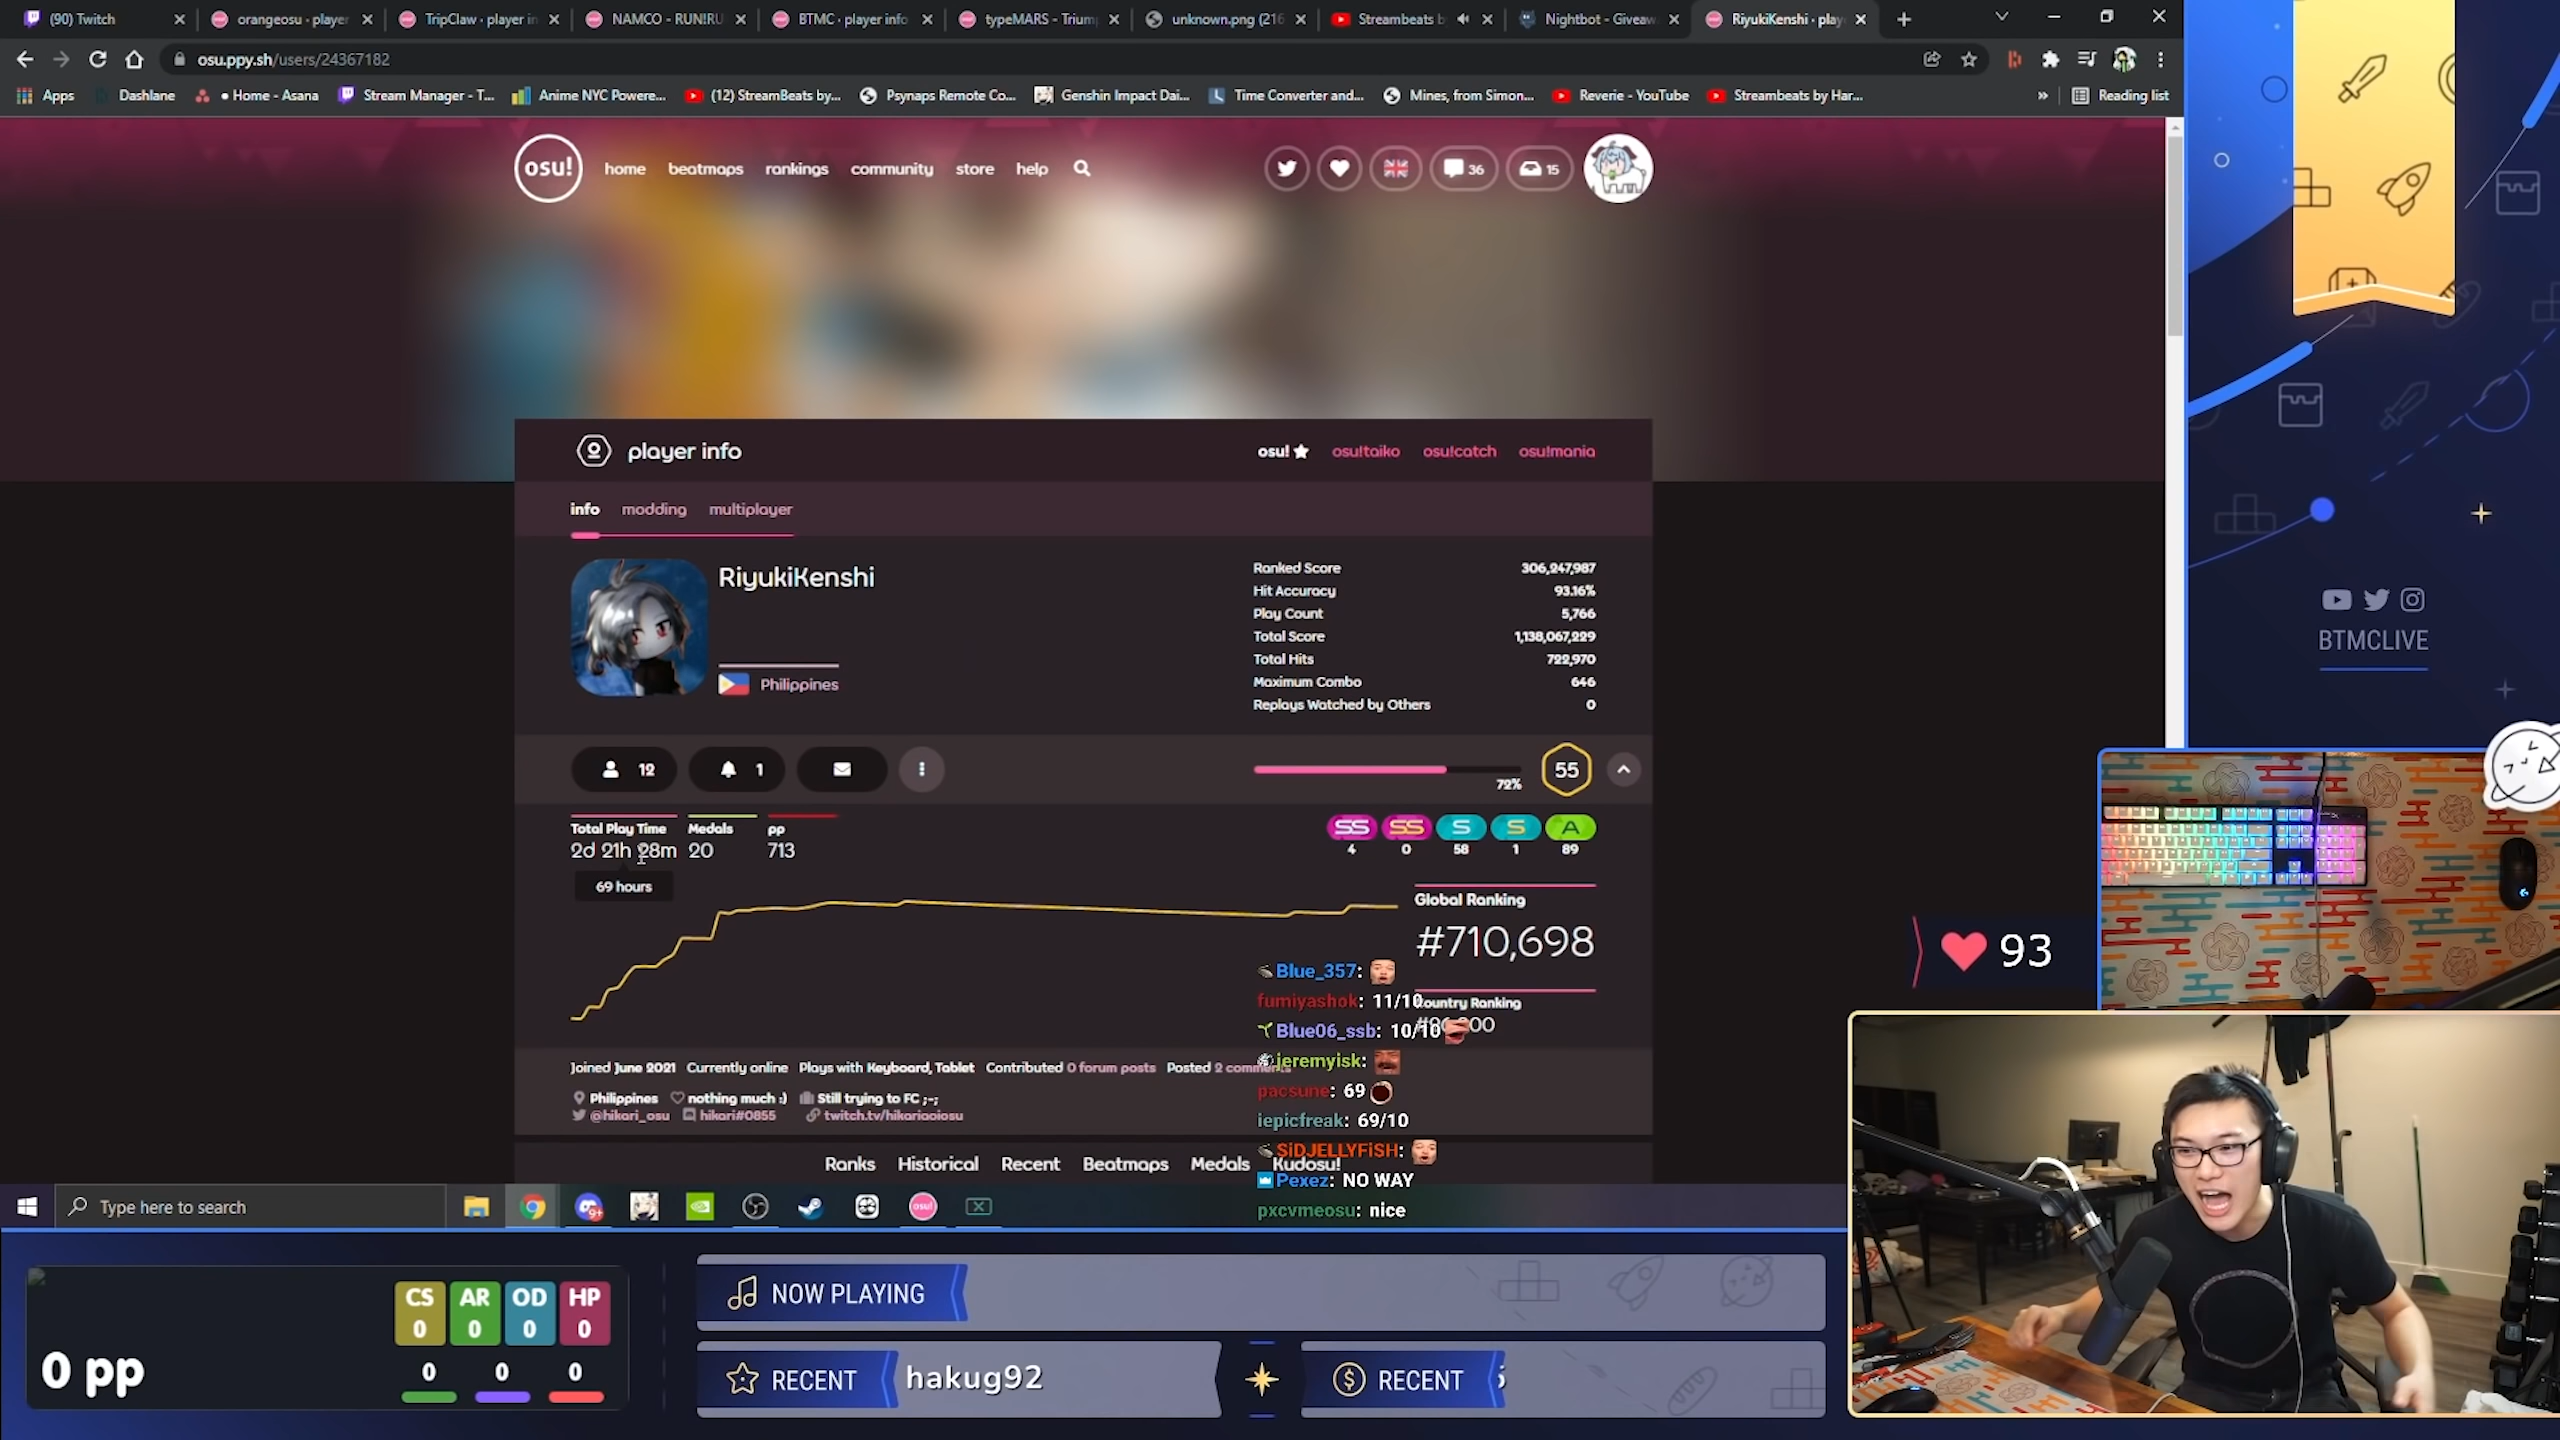 (90) Twitch
orangeosu · player
TripClaw · player in
NAMCO - RUN!RU
BTMC · player info
typeMARS - Trium
unknown.png (216
Streambeats b
Nightbot - Giveaw
RiyukiKenshi · play
osu.ppy.sh/users/24367182
Apps
Dashlane
• Home - Asana
Stream Manager - T...
Anime NYC Powere...
(12) StreamBeats by...
Psynaps Remote Co...
Genshin Impact Dai...
Time Converter and...
Mines, from Simon...
Reverie - YouTube
Streambeats by Har...
»
Reading list
osu!
home
beatmaps
rankings
community
store
help
36
15
player info
osu!
osu!taiko
osu!catch
osu!mania
info
modding
multiplayer
RiyukiKenshi
Philippines
Ranked Score 306,247,987
Hit Accuracy 93.16%
Play Count 5,766
Total Score 1,138,067,229
Total Hits 722,970
Maximum Combo 646
Replays Watched by Others 0
12
1
72%
55
Total Play Time
2d 21h 28m
Medals
20
pp
713
69 hours
SS
4
SS
0
S
58
S
1
A
89
Global Ranking
#710,698
Country Ranking
Blue_357:
fumiyashok: 11/10
Blue06_ssb: 10/10
jeremyisk:
pacsune: 69
iepicfreak: 69/10
SiDJELLYFiSH:
Pexez: NO WAY
pxcvmeosu: nice
Joined June 2021
Currently online
Plays with Keyboard, Tablet
Contributed 0 forum posts
Posted 2 comments
Philippines
nothing much :)
Still trying to FC ;-;
@hikari_osu
hikari#0855
twitch.tv/hikariaoiosu
Ranks
Historical
Recent
Beatmaps
Medals
Kudosu!
93
BTMCLIVE
Type here to search
9+
osu!
CS
0
AR
0
OD
0
HP
0
0 pp
0
0
0
NOW PLAYING
RECENT
hakug92
RECENT